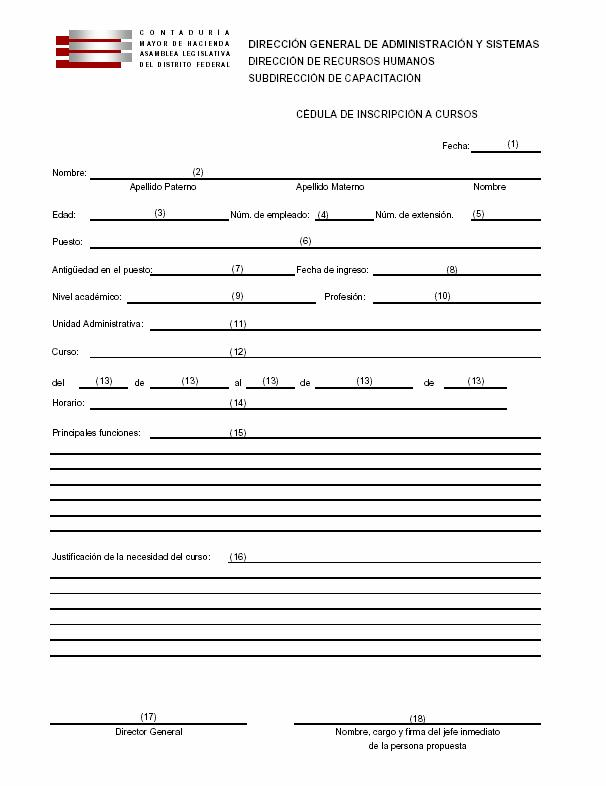 CONTADURÍA
MAYOR DE HACIENDA
ASAMBLEA LEGISLATIVA
DEL DISTRITO FEDERAL
DIRECCIÓN GENERAL DE ADMINISTRACIÓN Y SISTEMAS
DIRECCIÓN DE RECURSOS HUMANOS
SUBDIRECCIÓN DE CAPACITACIÓN
CÉDULA DE INSCRIPCIÓN A CURSOS
Fecha: (1)
Nombre: (2)
Apellido Paterno Apellido Materno Nombre
Edad: (3) Núm. de empleado: (4) Núm. de extensión. (5)
Puesto: (6)
Antigüedad en el puesto: (7) Fecha de ingreso: (8)
Nivel académico: (9) Profesión: (10)
Unidad Administrativa: (11)
Curso: (12)
del (13) de (13) al (13) de (13) de (13)
Horario: (14)
Principales funciones: (15)
Justificación de la necesidad del curso: (16)
(17) (18)
Director General Nombre, cargo y firma del jefe inmediato
de la persona propuesta